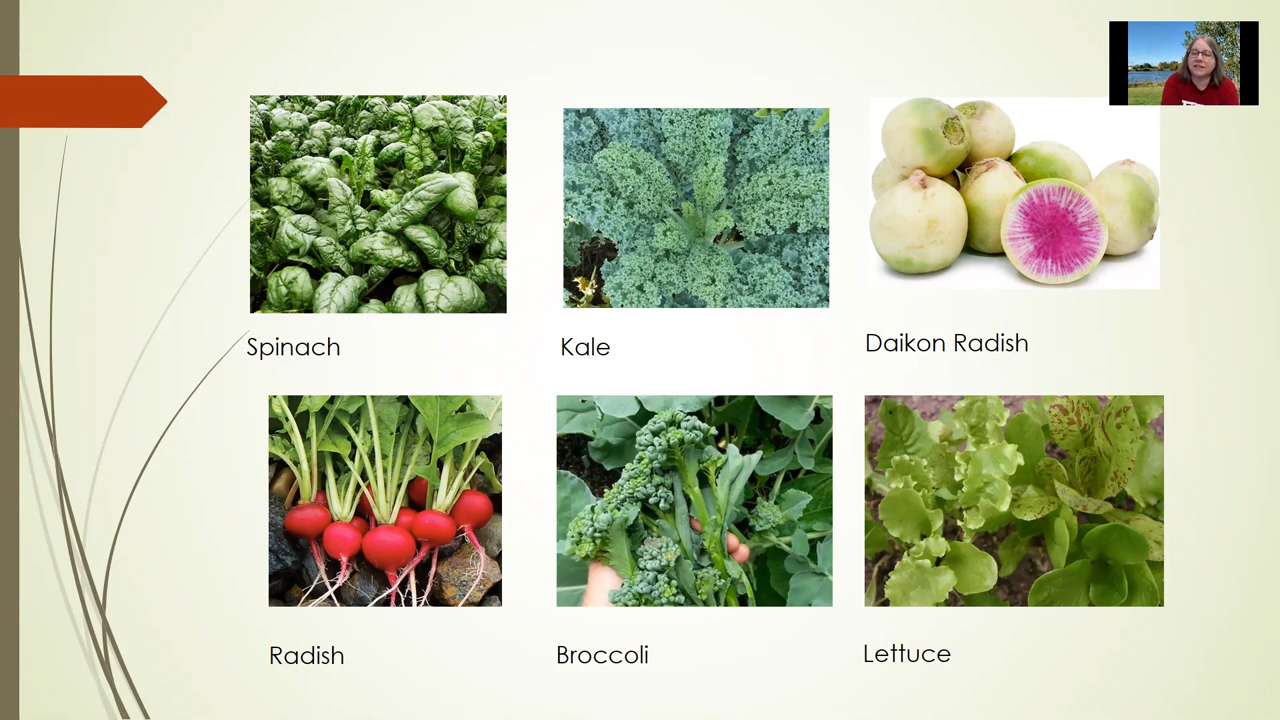 Spinach
Kale
Daikon Radish
Radish
Broccoli
Lettuce